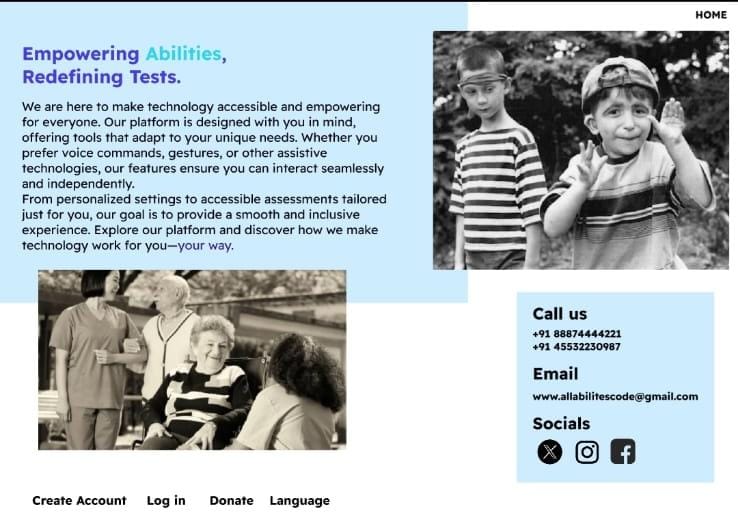 HOME
Empowering Abilities,
Redefining Tests.
We are here to make technology accessible and empowering
for everyone. Our platform is designed with you in mind,
offering tools that adapt to your unique needs. Whether you
prefer voice commands, gestures, or other assistive
technologies, our features ensure you can interact seamlessly
and independently.
From personalized settings to accessible assessments tailored
just for you, our goal is to provide a smooth and inclusive
experience. Explore our platform and discover how we make
technology work for you—your way.
Call us
+91 88874444221
+91 45532230987
Email
www.allabilitescode@gmail.com
Socials
Create Account Log in Donate Language